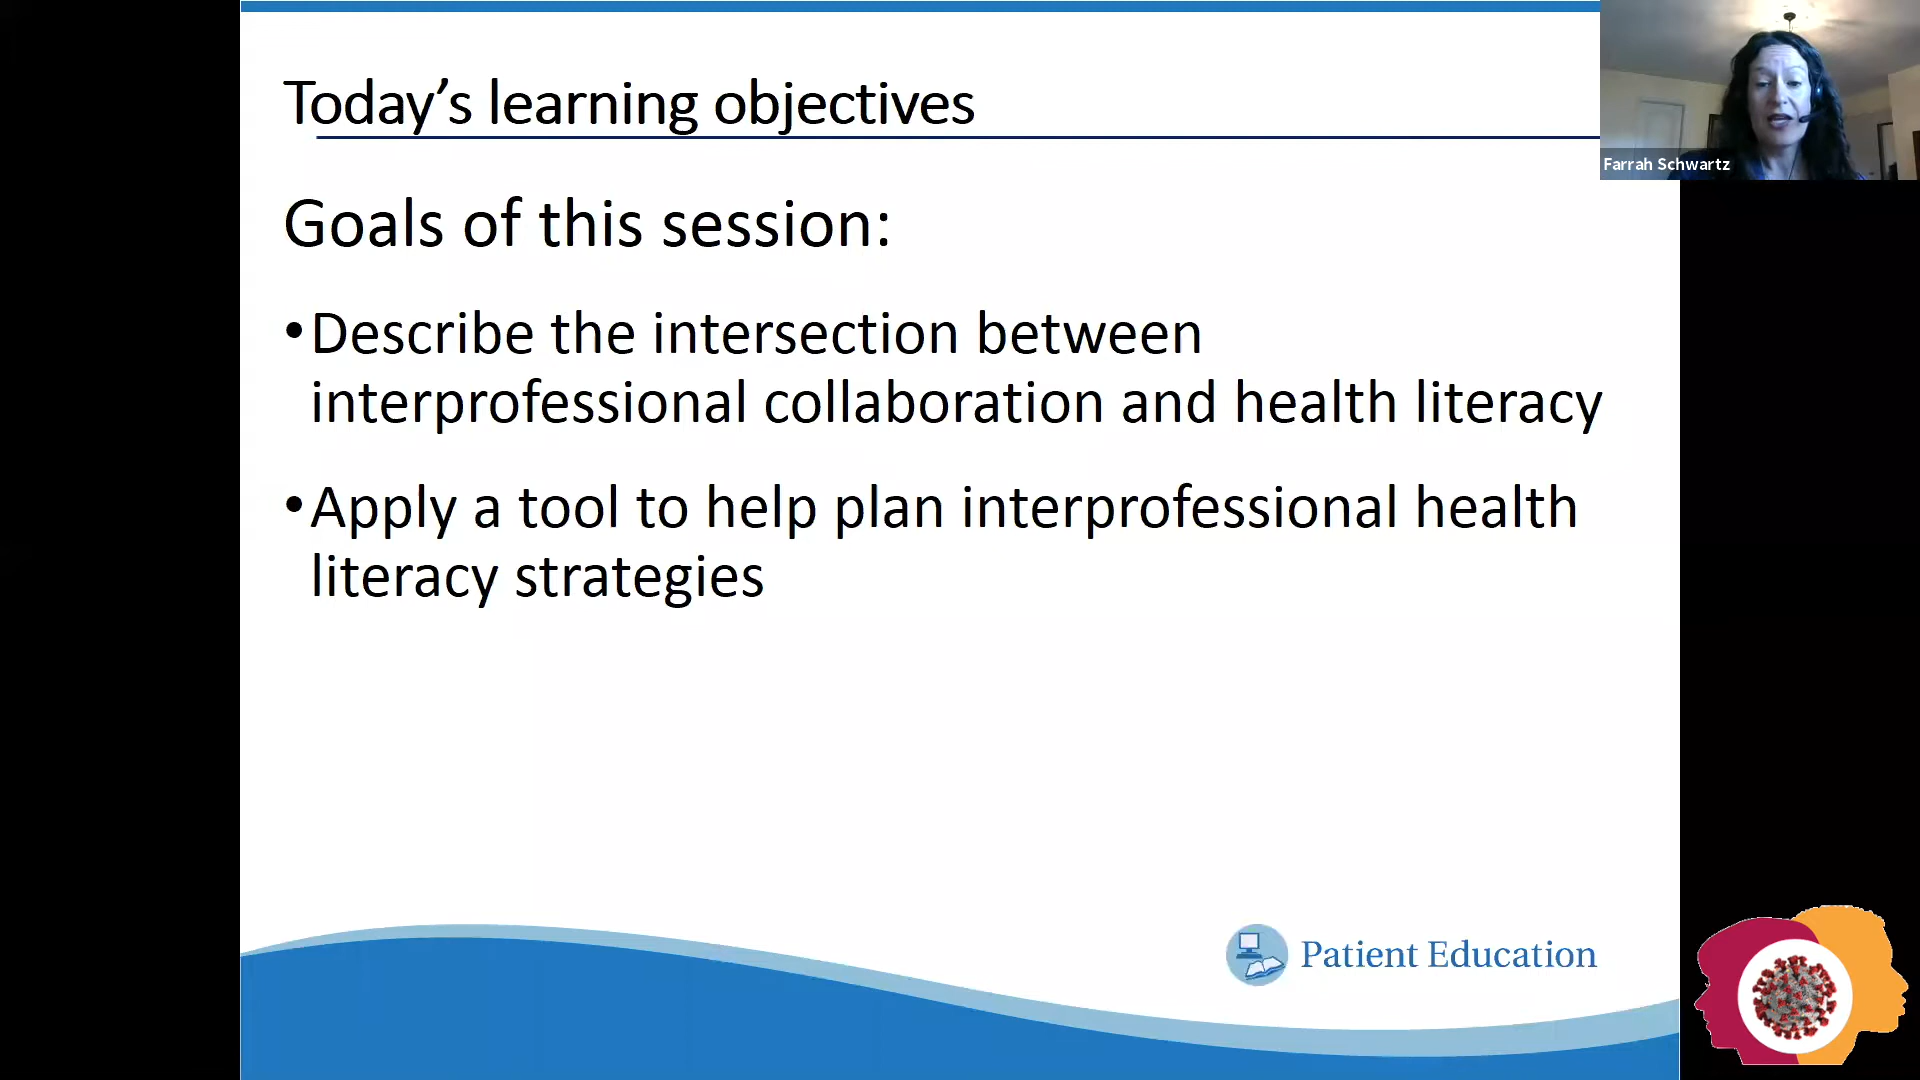 Today’s learning objectives
Farrah Schwartz
Goals of this session:
•Describe the intersection between
interprofessional collaboration and health literacy
•Apply a tool to help plan interprofessional health
literacy strategies
Patient Education